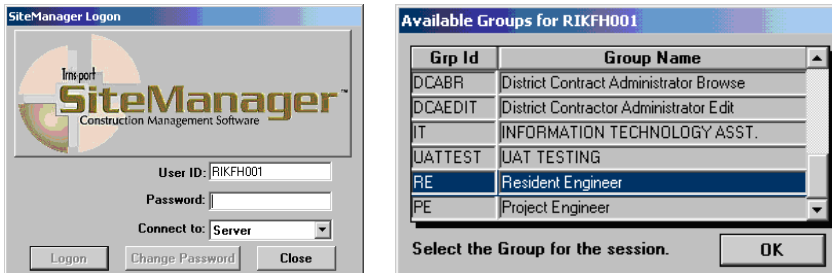 SiteManager Logon
Trns·port
SiteManager™
Construction Management Software
User ID: RIKFH001
Password:
Connect to: Server
Logon Change Password Close
Available Groups for RIKFH001
Grp Id Group Name
DCABR District Contract Administrator Browse
DCAEDIT District Contractor Administrator Edit
IT INFORMATION TECHNOLOGY ASST.
UATTEST UAT TESTING
RE Resident Engineer
PE Project Engineer
Select the Group for the session. OK